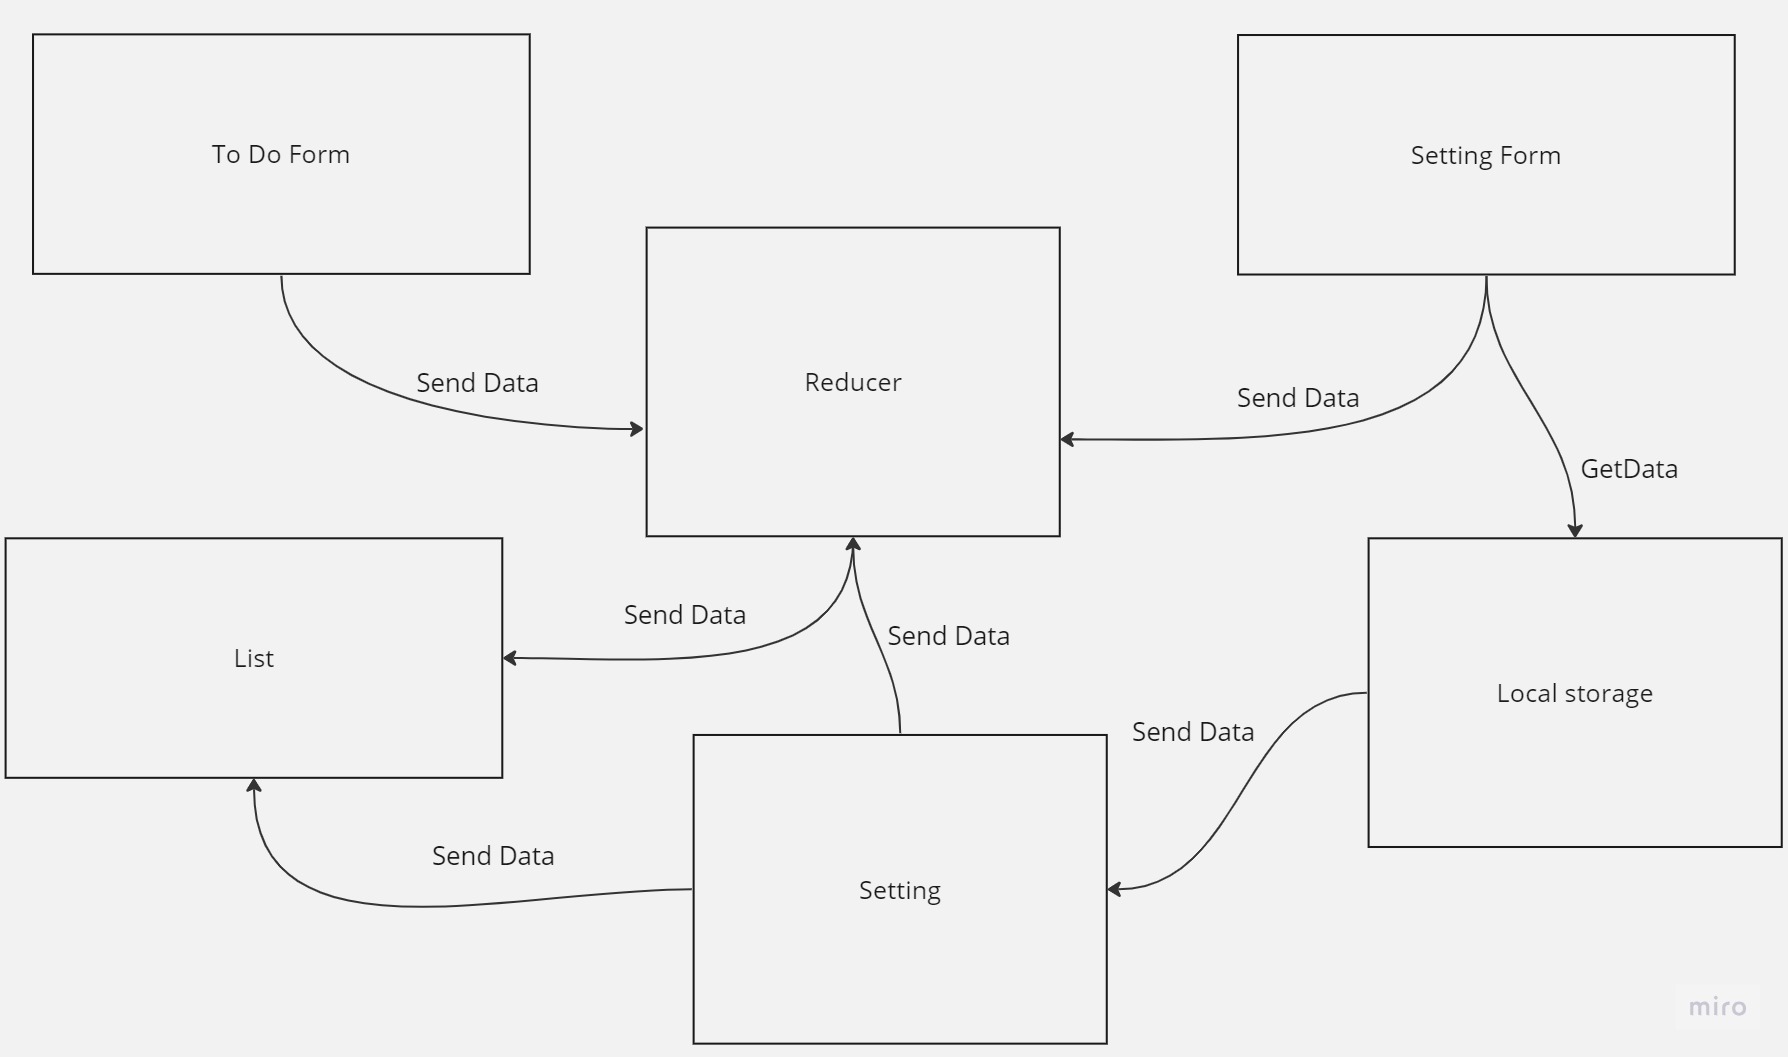 To Do Form
Setting Form
Reducer
Send Data
Send Data
GetData
List
Send Data
Send Data
Local storage
Send Data
Send Data
Setting
miro